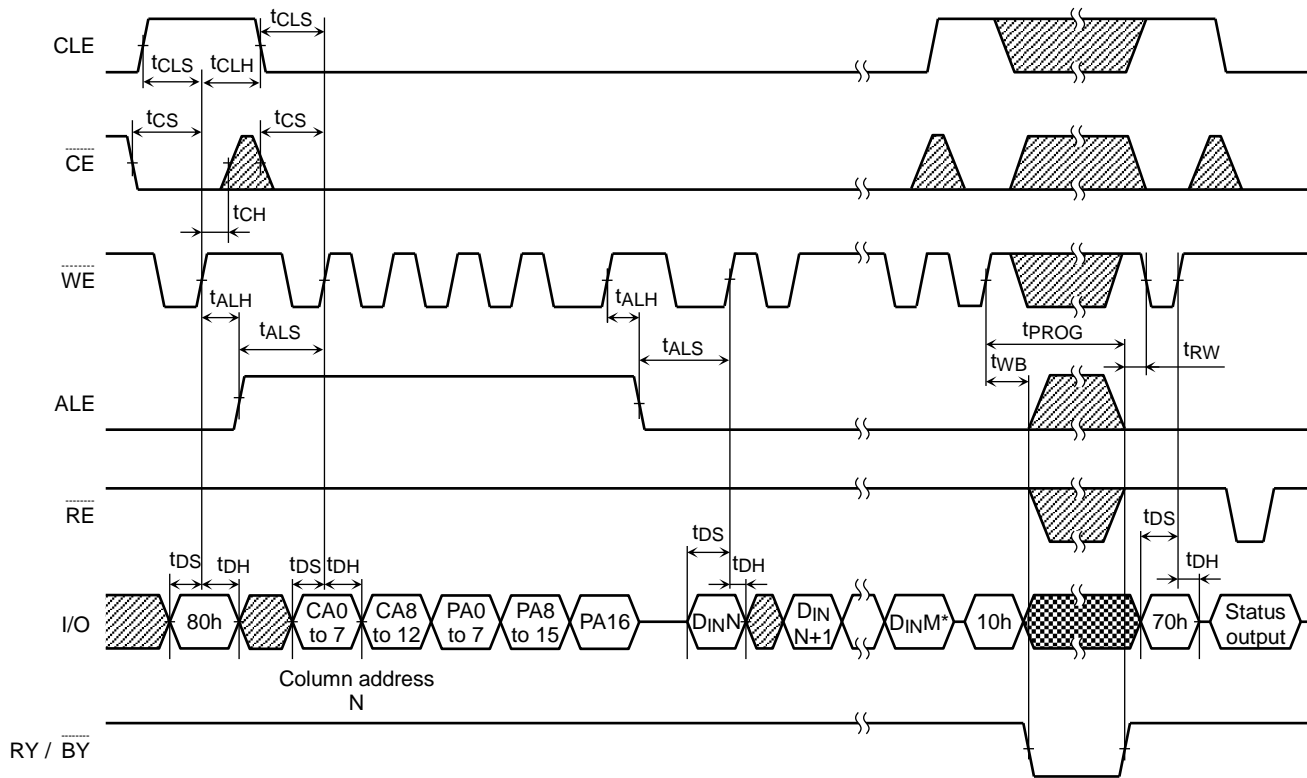 tCLS
CLE
tCLS tCLH
tCS tCS
CE
tCH
WE
tALH tALH
tALS tPROG
tALS tRW
tWB
ALE
RE
tDS tDS
tDS tDH tDS tDH tDH tDH
I/O 80h CA0 to 7 CA8 to 12 PA0 to 7 PA8 to 15 PA16 DINN DIN N+1 DINM* 10h 70h Status output
Column address
N
RY / BY